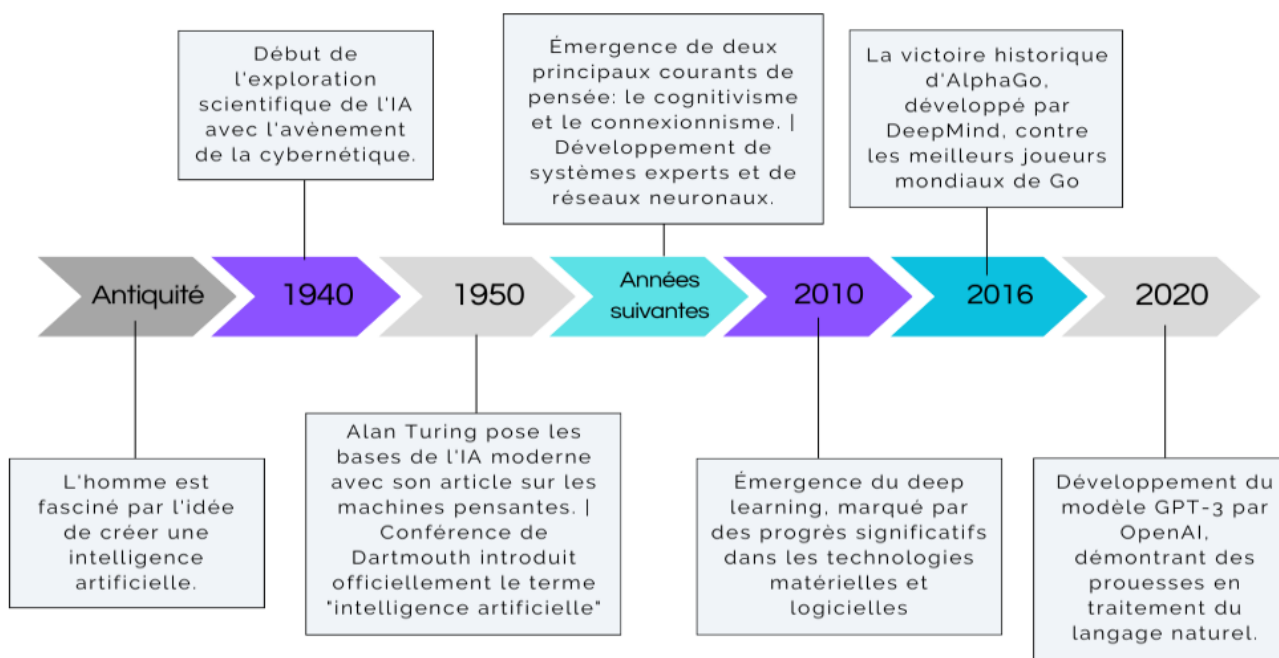 Début de
l'exploration
scientifique de l'IA
avec l'avènement
de la cybernétique.
Émergence de deux
principaux courants de
pensée: le cognitivisme
et le connexionnisme. |
Développement de
systèmes experts et de
réseaux neuronaux.
La victoire historique
d'AlphaGo,
développé par
DeepMind, contre
les meilleurs joueurs
mondiaux de Go
Antiquité
1940
1950
Années
suivantes
2010
2016
2020
L'homme est
fasciné par l'idée
de créer une
intelligence
artificielle.
Alan Turing pose les
bases de l'IA moderne
avec son article sur les
machines pensantes. |
Conférence de
Dartmouth introduit
officiellement le terme
"intelligence artificielle"
Émergence du deep
learning, marqué par
des progrès significatifs
dans les technologies
matérielles et
logicielles
Développement du
modèle GPT-3 par
OpenAI,
démontrant des
prouesses en
traitement du
langage naturel.